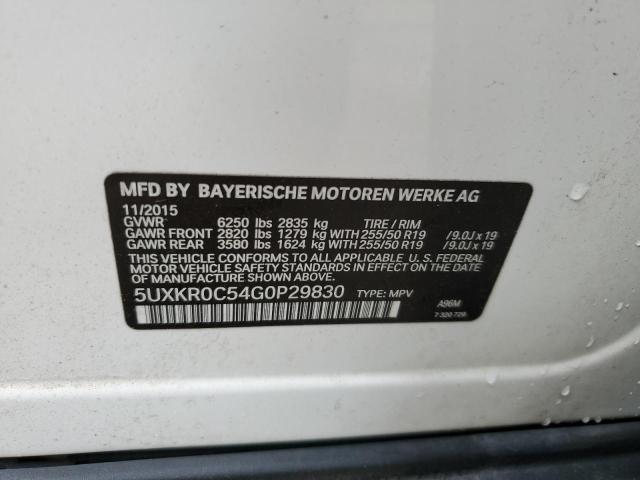 MFD BY BAYERISCHE MOTOREN WERKE AG
11/2015
GVWR 6250 lbs 2835 kg TIRE / RIM
GAWR FRONT 2820 lbs 1279 kg WITH 255/50 R19 /9.0J x 19
GAWR REAR 3580 lbs 1624 kg WITH 255/50 R19 /9.0J x 19
THIS VEHICLE CONFORMS TO ALL APPLICABLE U. S. FEDERAL
MOTOR VEHICLE SAFETY STANDARDS IN EFFECT ON THE DATE OF
MANUFACTURE SHOWN ABOVE.
5UXKR0C54G0P29830 TYPE: MPV
A96M
7 320 729